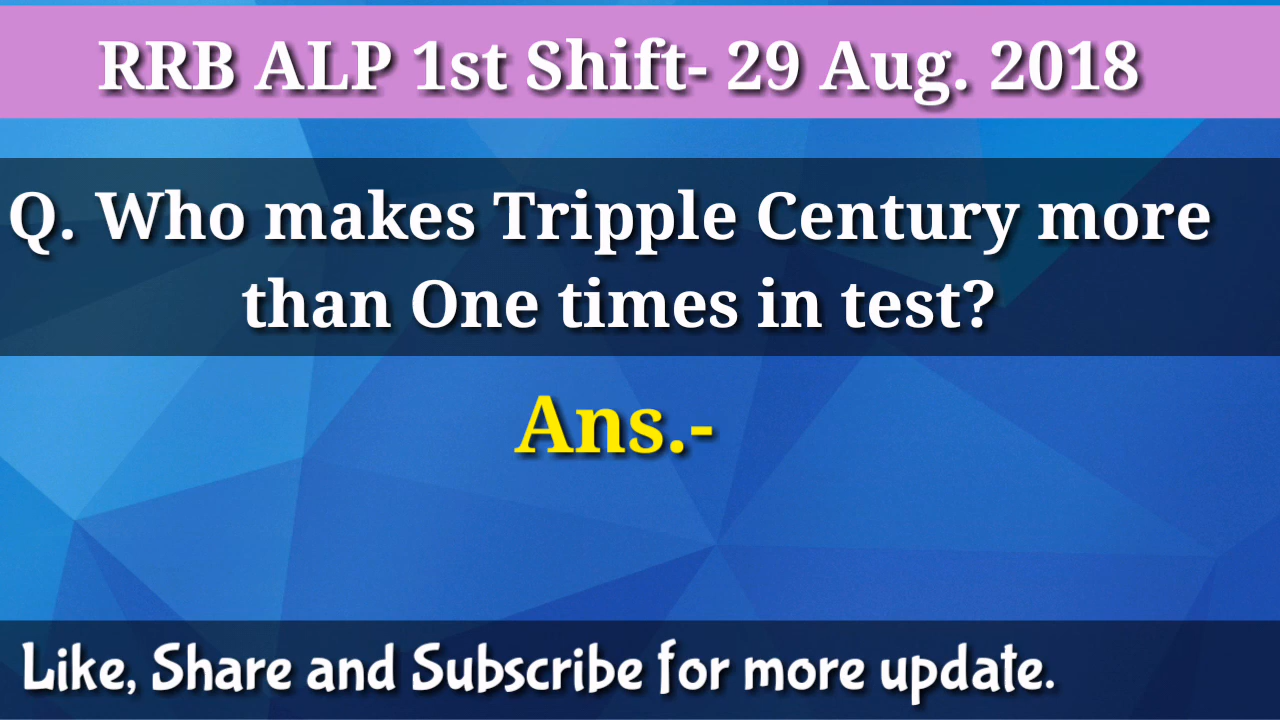 RRB ALP 1st Shift- 29 Aug. 2018
Q. Who makes Tripple Century more
than One times in test?
Ans.-
Like, Share and Subscribe for more update.